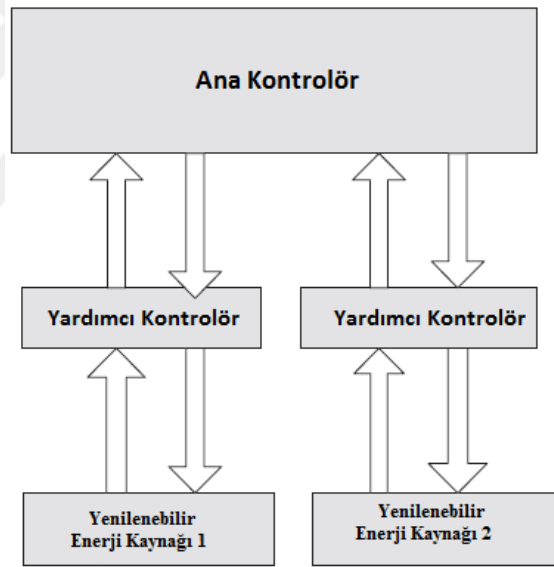 Ana Kontrolör
Yardımcı Kontrolör
Yardımcı Kontrolör
Yenilenebilir
Enerji Kaynağı 1
Yenilenebilir
Enerji Kaynağı 2